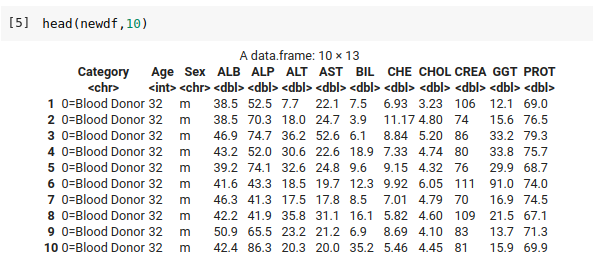 [5] head(newdf,10)
A data.frame: 10 × 13
Category Age Sex ALB ALP ALT AST BIL CHE CHOL CREA GGT PROT
<chr> <int> <chr> <dbl> <dbl> <dbl> <dbl> <dbl> <dbl> <dbl> <dbl> <dbl> <dbl>
1 0=Blood Donor 32 m 38.5 52.5 7.7 22.1 7.5 6.93 3.23 106 12.1 69.0
2 0=Blood Donor 32 m 38.5 70.3 18.0 24.7 3.9 11.17 4.80 74 15.6 76.5
3 0=Blood Donor 32 m 46.9 74.7 36.2 52.6 6.1 8.84 5.20 86 33.2 79.3
4 0=Blood Donor 32 m 43.2 52.0 30.6 22.6 18.9 7.33 4.74 80 33.8 75.7
5 0=Blood Donor 32 m 39.2 74.1 32.6 24.8 9.6 9.15 4.32 76 29.9 68.7
6 0=Blood Donor 32 m 41.6 43.3 18.5 19.7 12.3 9.92 6.05 111 91.0 74.0
7 0=Blood Donor 32 m 46.3 41.3 17.5 17.8 8.5 7.01 4.79 70 16.9 74.5
8 0=Blood Donor 32 m 42.2 41.9 35.8 31.1 16.1 5.82 4.60 109 21.5 67.1
9 0=Blood Donor 32 m 50.9 65.5 23.2 21.2 6.9 8.69 4.10 83 13.7 71.3
10 0=Blood Donor 32 m 42.4 86.3 20.3 20.0 35.2 5.46 4.45 81 15.9 69.9